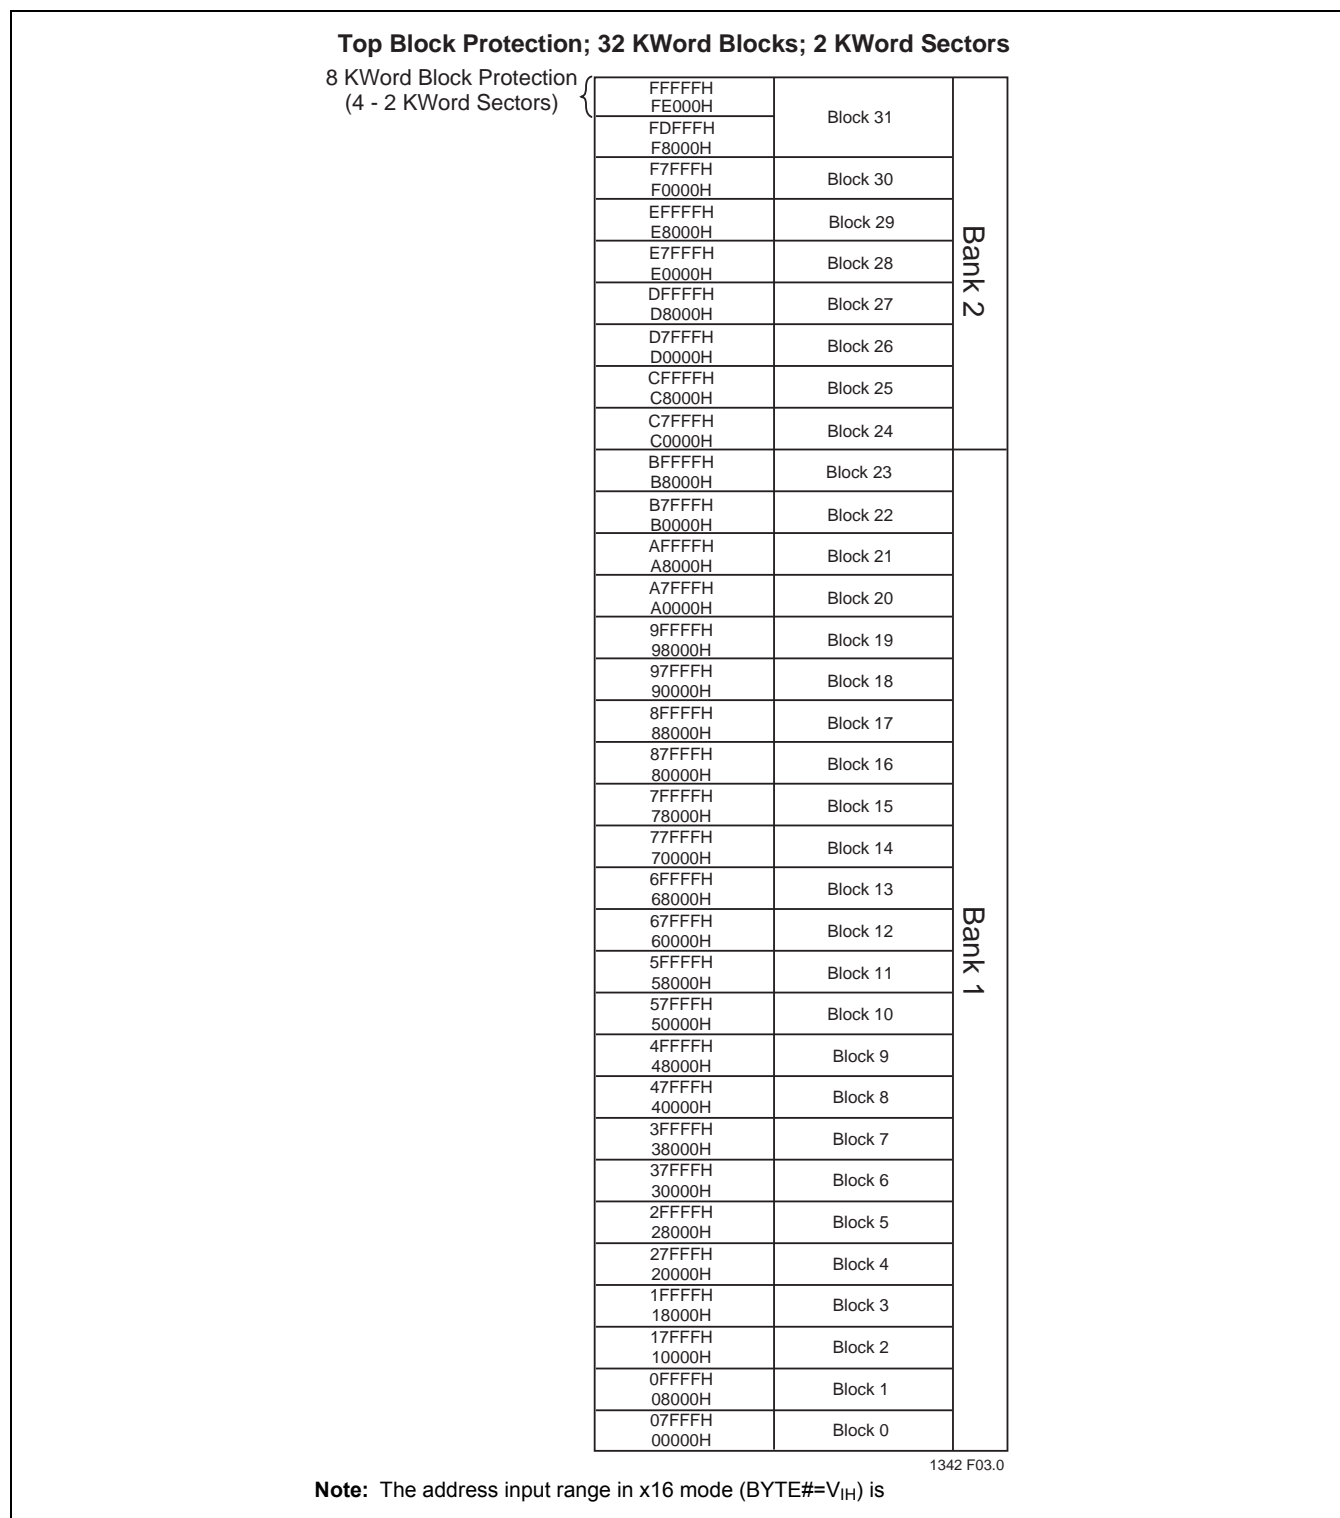 Top Block Protection; 32 KWord Blocks; 2 KWord Sectors
8 KWord Block Protection
(4 - 2 KWord Sectors)
FFFFFH
FE000H
Block 31
FDFFFH
F8000H
F7FFFH
F0000H
Block 30
EFFFFH
E8000H
Block 29
E7FFFH
E0000H
Block 28
DFFFFH
D8000H
Block 27
D7FFFH
D0000H
Block 26
CFFFFH
C8000H
Block 25
C7FFFH
C0000H
Block 24
Bank 2
BFFFFH
B8000H
Block 23
B7FFFH
B0000H
Block 22
AFFFFH
A8000H
Block 21
A7FFFH
A0000H
Block 20
9FFFFH
98000H
Block 19
97FFFH
90000H
Block 18
8FFFFH
88000H
Block 17
87FFFH
80000H
Block 16
7FFFFH
78000H
Block 15
77FFFH
70000H
Block 14
6FFFFH
68000H
Block 13
67FFFH
60000H
Block 12
5FFFFH
58000H
Block 11
57FFFH
50000H
Block 10
4FFFFH
48000H
Block 9
47FFFH
40000H
Block 8
3FFFFH
38000H
Block 7
37FFFH
30000H
Block 6
2FFFFH
28000H
Block 5
27FFFH
20000H
Block 4
1FFFFH
18000H
Block 3
17FFFH
10000H
Block 2
0FFFFH
08000H
Block 1
07FFFH
00000H
Block 0
Bank 1
1342 F03.0
Note: The address input range in x16 mode (BYTE#=VIH) is